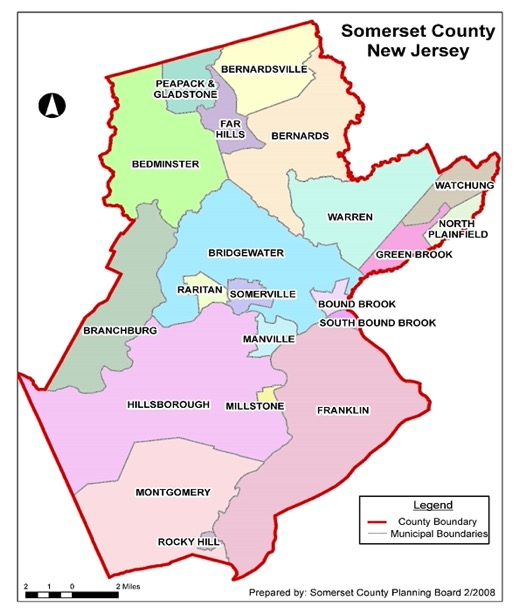 Somerset County
New Jersey
BERNARDSVILLE
PEAPACK &
GLADSTONE
FAR
HILLS
BERNARDS
BEDMINSTER
WATCHUNG
WARREN
NORTH
PLAINFIELD
GREEN BROOK
BRIDGEWATER
RARITAN
SOMERVILLE
BOUND BROOK
SOUTH BOUND BROOK
BRANCHBURG
MANVILLE
HILLSBOROUGH
MILLSTONE
FRANKLIN
MONTGOMERY
ROCKY HILL
Legend
County Boundary
Municipal Boundaries
2 1 0 2 Miles
Prepared by: Somerset County Planning Board 2/2008